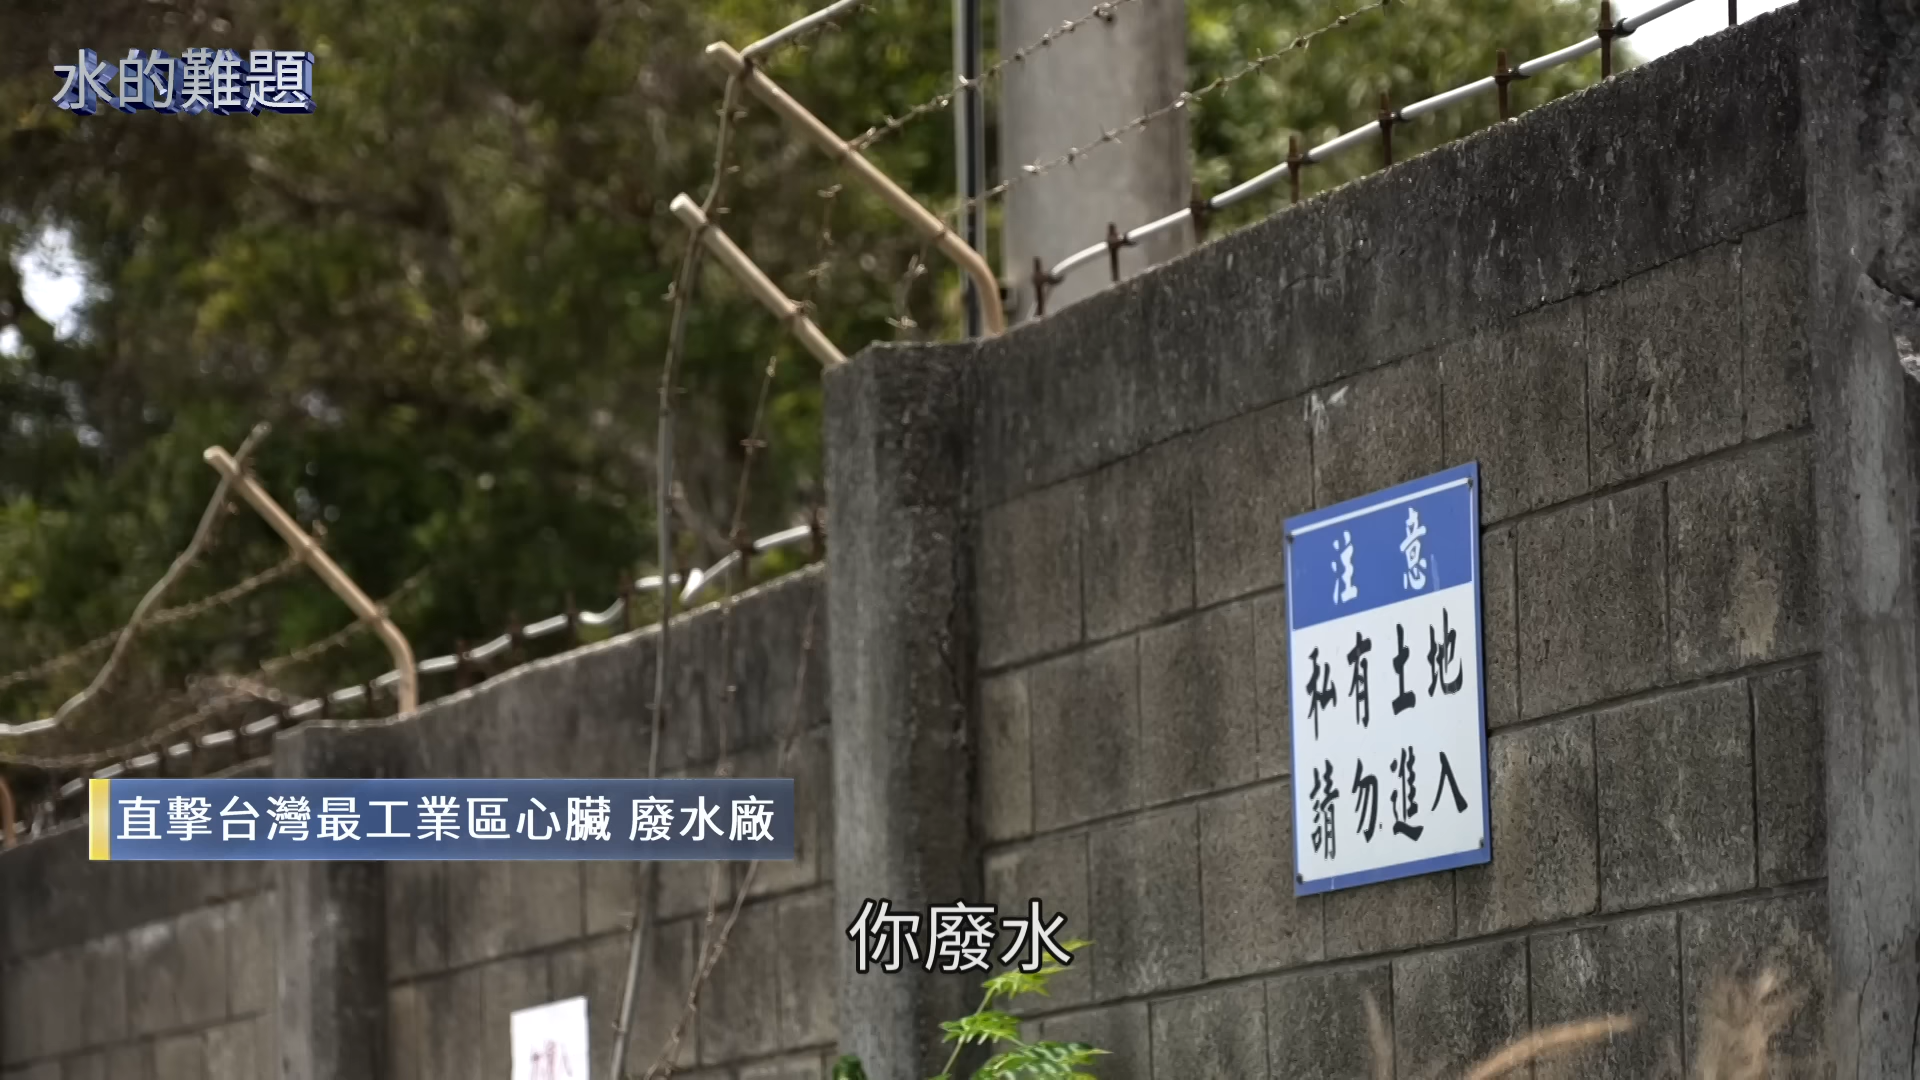 水的難題
注意
私有土地
請勿進入
直擊台灣最工業區心臟 廢水廠
你廢水